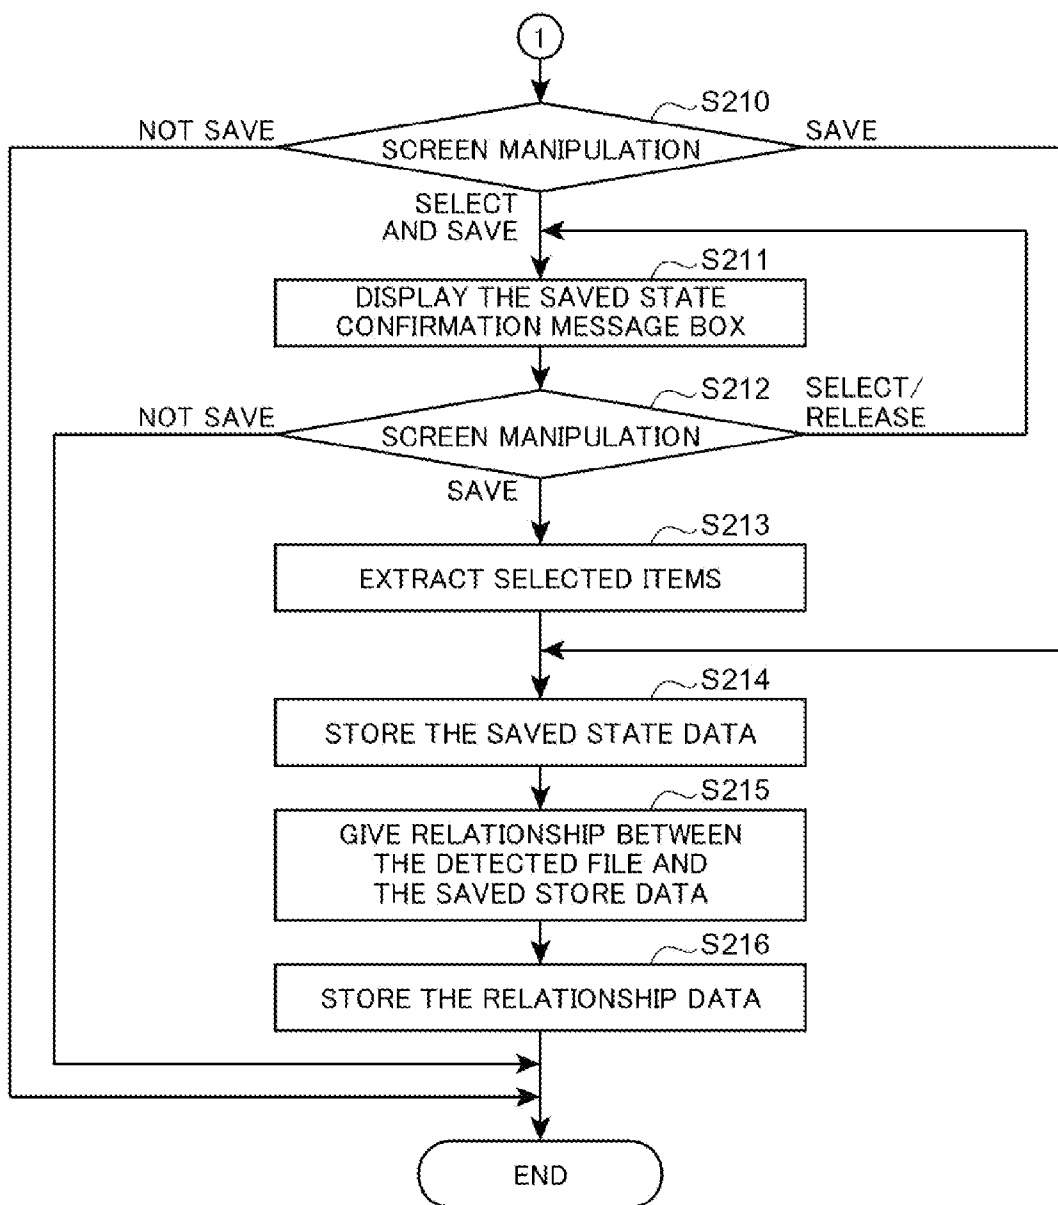 1
S210
NOT SAVE
SAVE
SCREEN MANIPULATION
SELECT
AND SAVE
S211
DISPLAY THE SAVED STATE
CONFIRMATION MESSAGE BOX
S212
SELECT/
RELEASE
NOT SAVE
SCREEN MANIPULATION
SAVE
S213
EXTRACT SELECTED ITEMS
S214
STORE THE SAVED STATE DATA
S215
GIVE RELATIONSHIP BETWEEN
THE DETECTED FILE AND
THE SAVED STORE DATA
S216
STORE THE RELATIONSHIP DATA
END